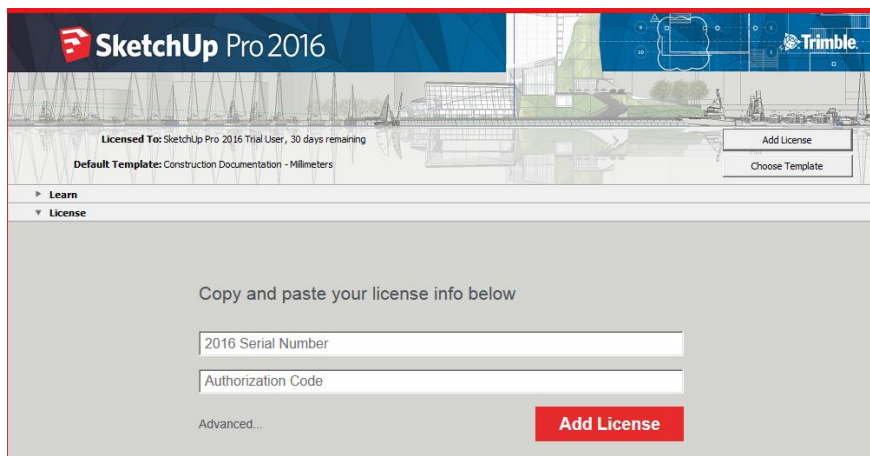 SketchUp Pro 2016
Trimble.
Licensed To: SketchUp Pro 2016 Trial User, 30 days remaining
Add License
Default Template: Construction Documentation - Millimeters
Choose Template
Learn
License
Copy and paste your license info below
2016 Serial Number
Authorization Code
Advanced...
Add License